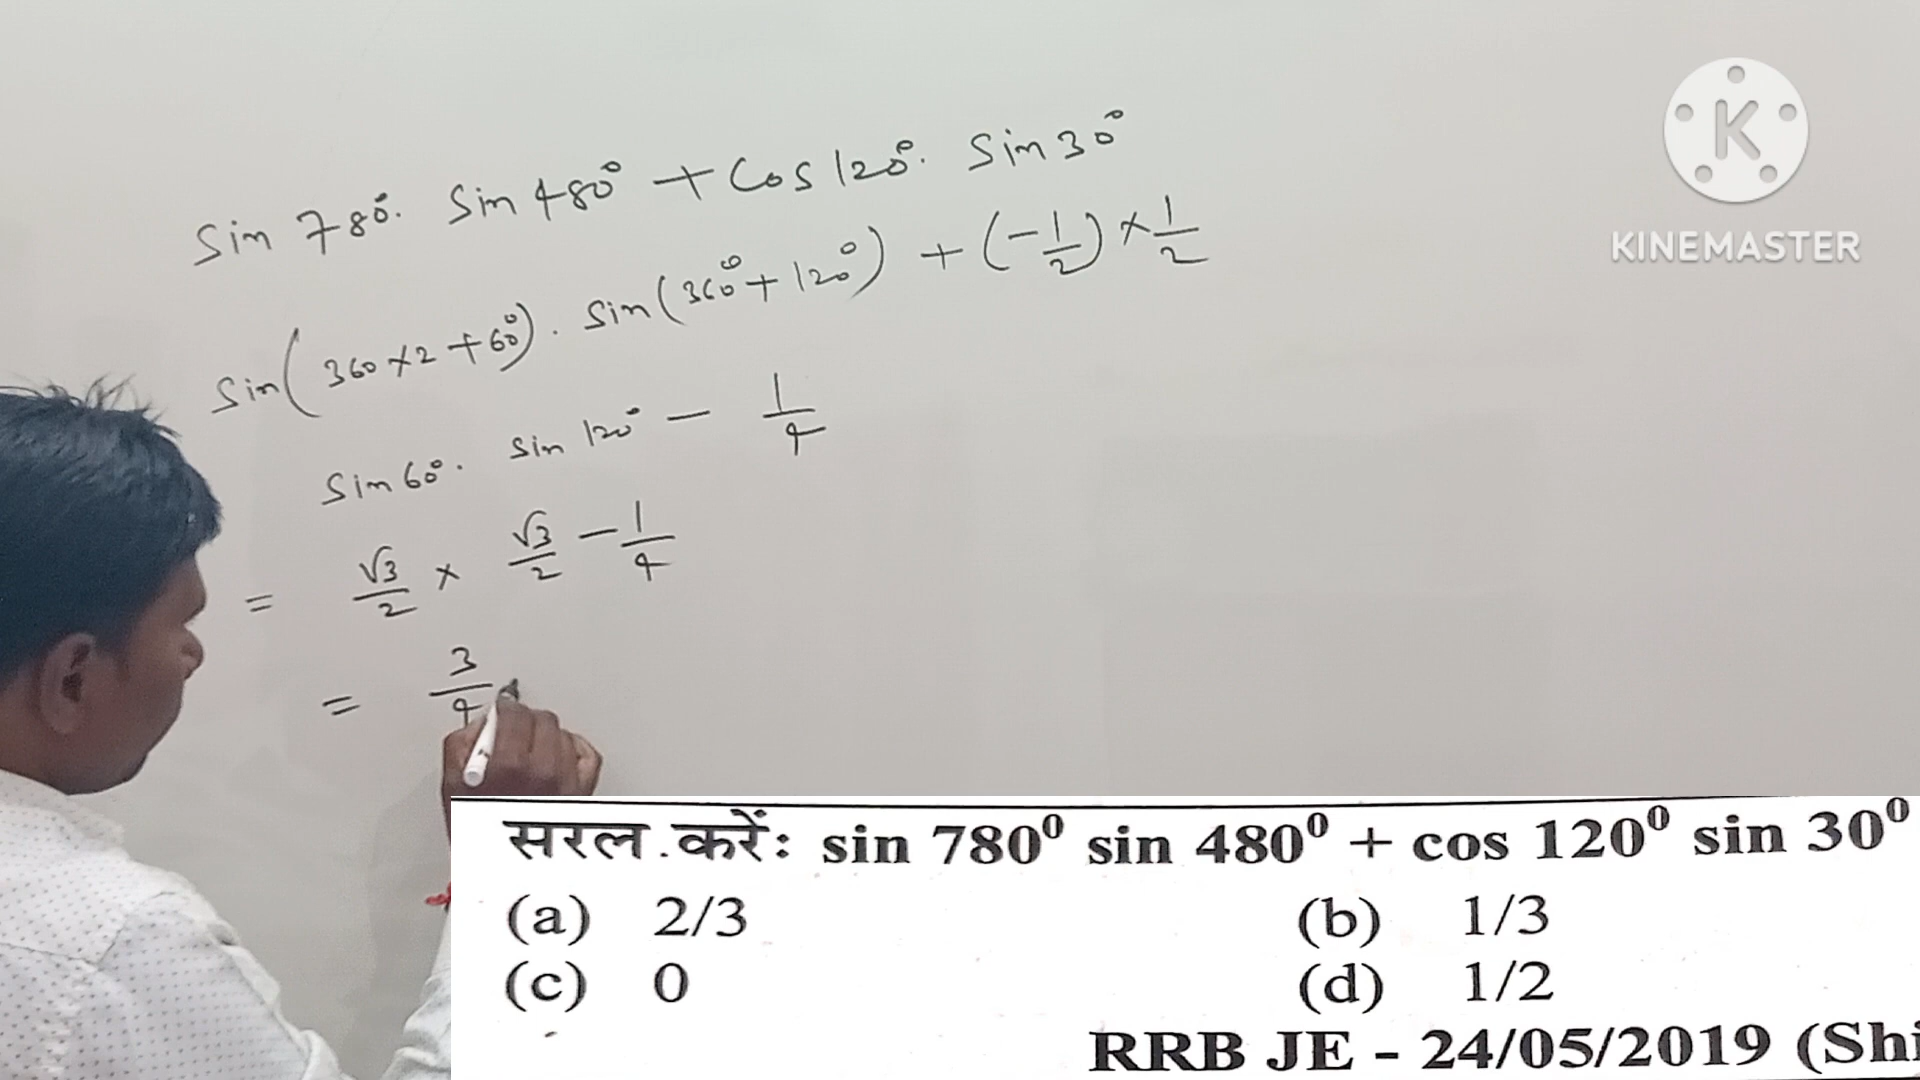 Sin 780°. Sin 480° + Cos 120°. Sin 30°
Sin(360×2+60°). Sin(360°+120°) + (-1/2)×1/2
Sin 60°. Sin 120° - 1/4
= √3/2 × √3/2 - 1/4
= 3/4
K
KINEMASTER
सरल.करें: sin 780⁰ sin 480⁰ + cos 120⁰ sin 30⁰
(a) 2/3 (b) 1/3
(c) 0 (d) 1/2
RRB JE - 24/05/2019 (Shi